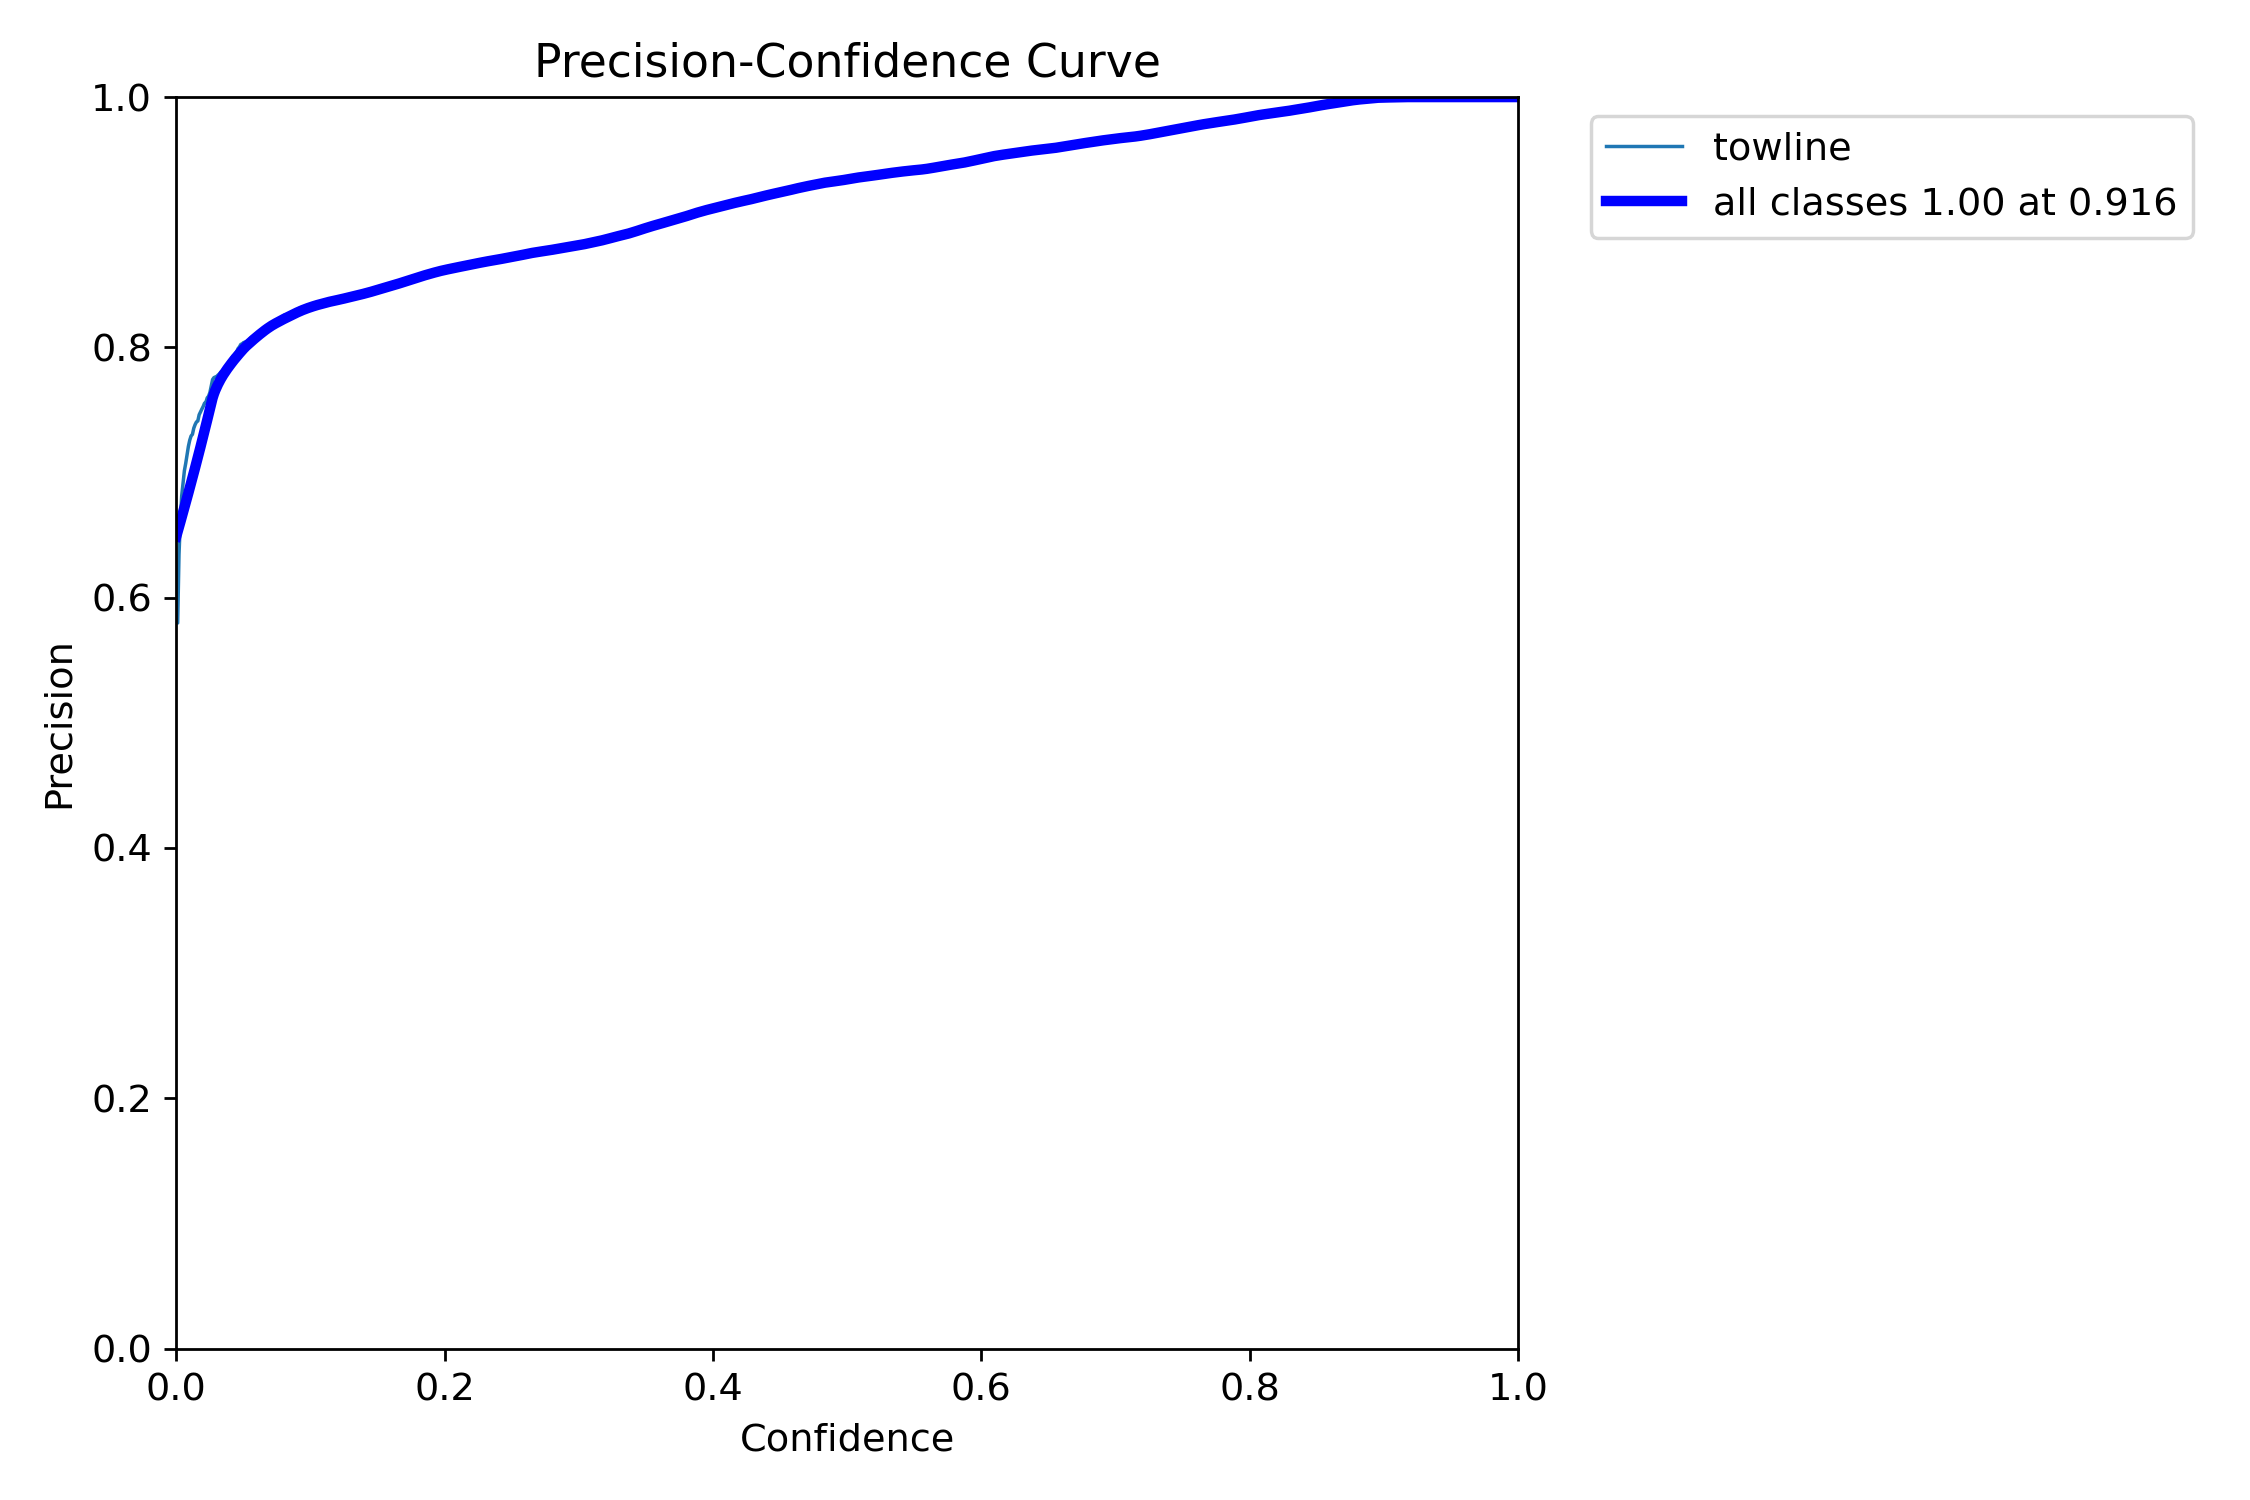 Precision-Confidence Curve
1.0
0.8
0.6
0.4
0.2
0.0
Precision
0.0 0.2 0.4 0.6 0.8 1.0
Confidence
towline
all classes 1.00 at 0.916